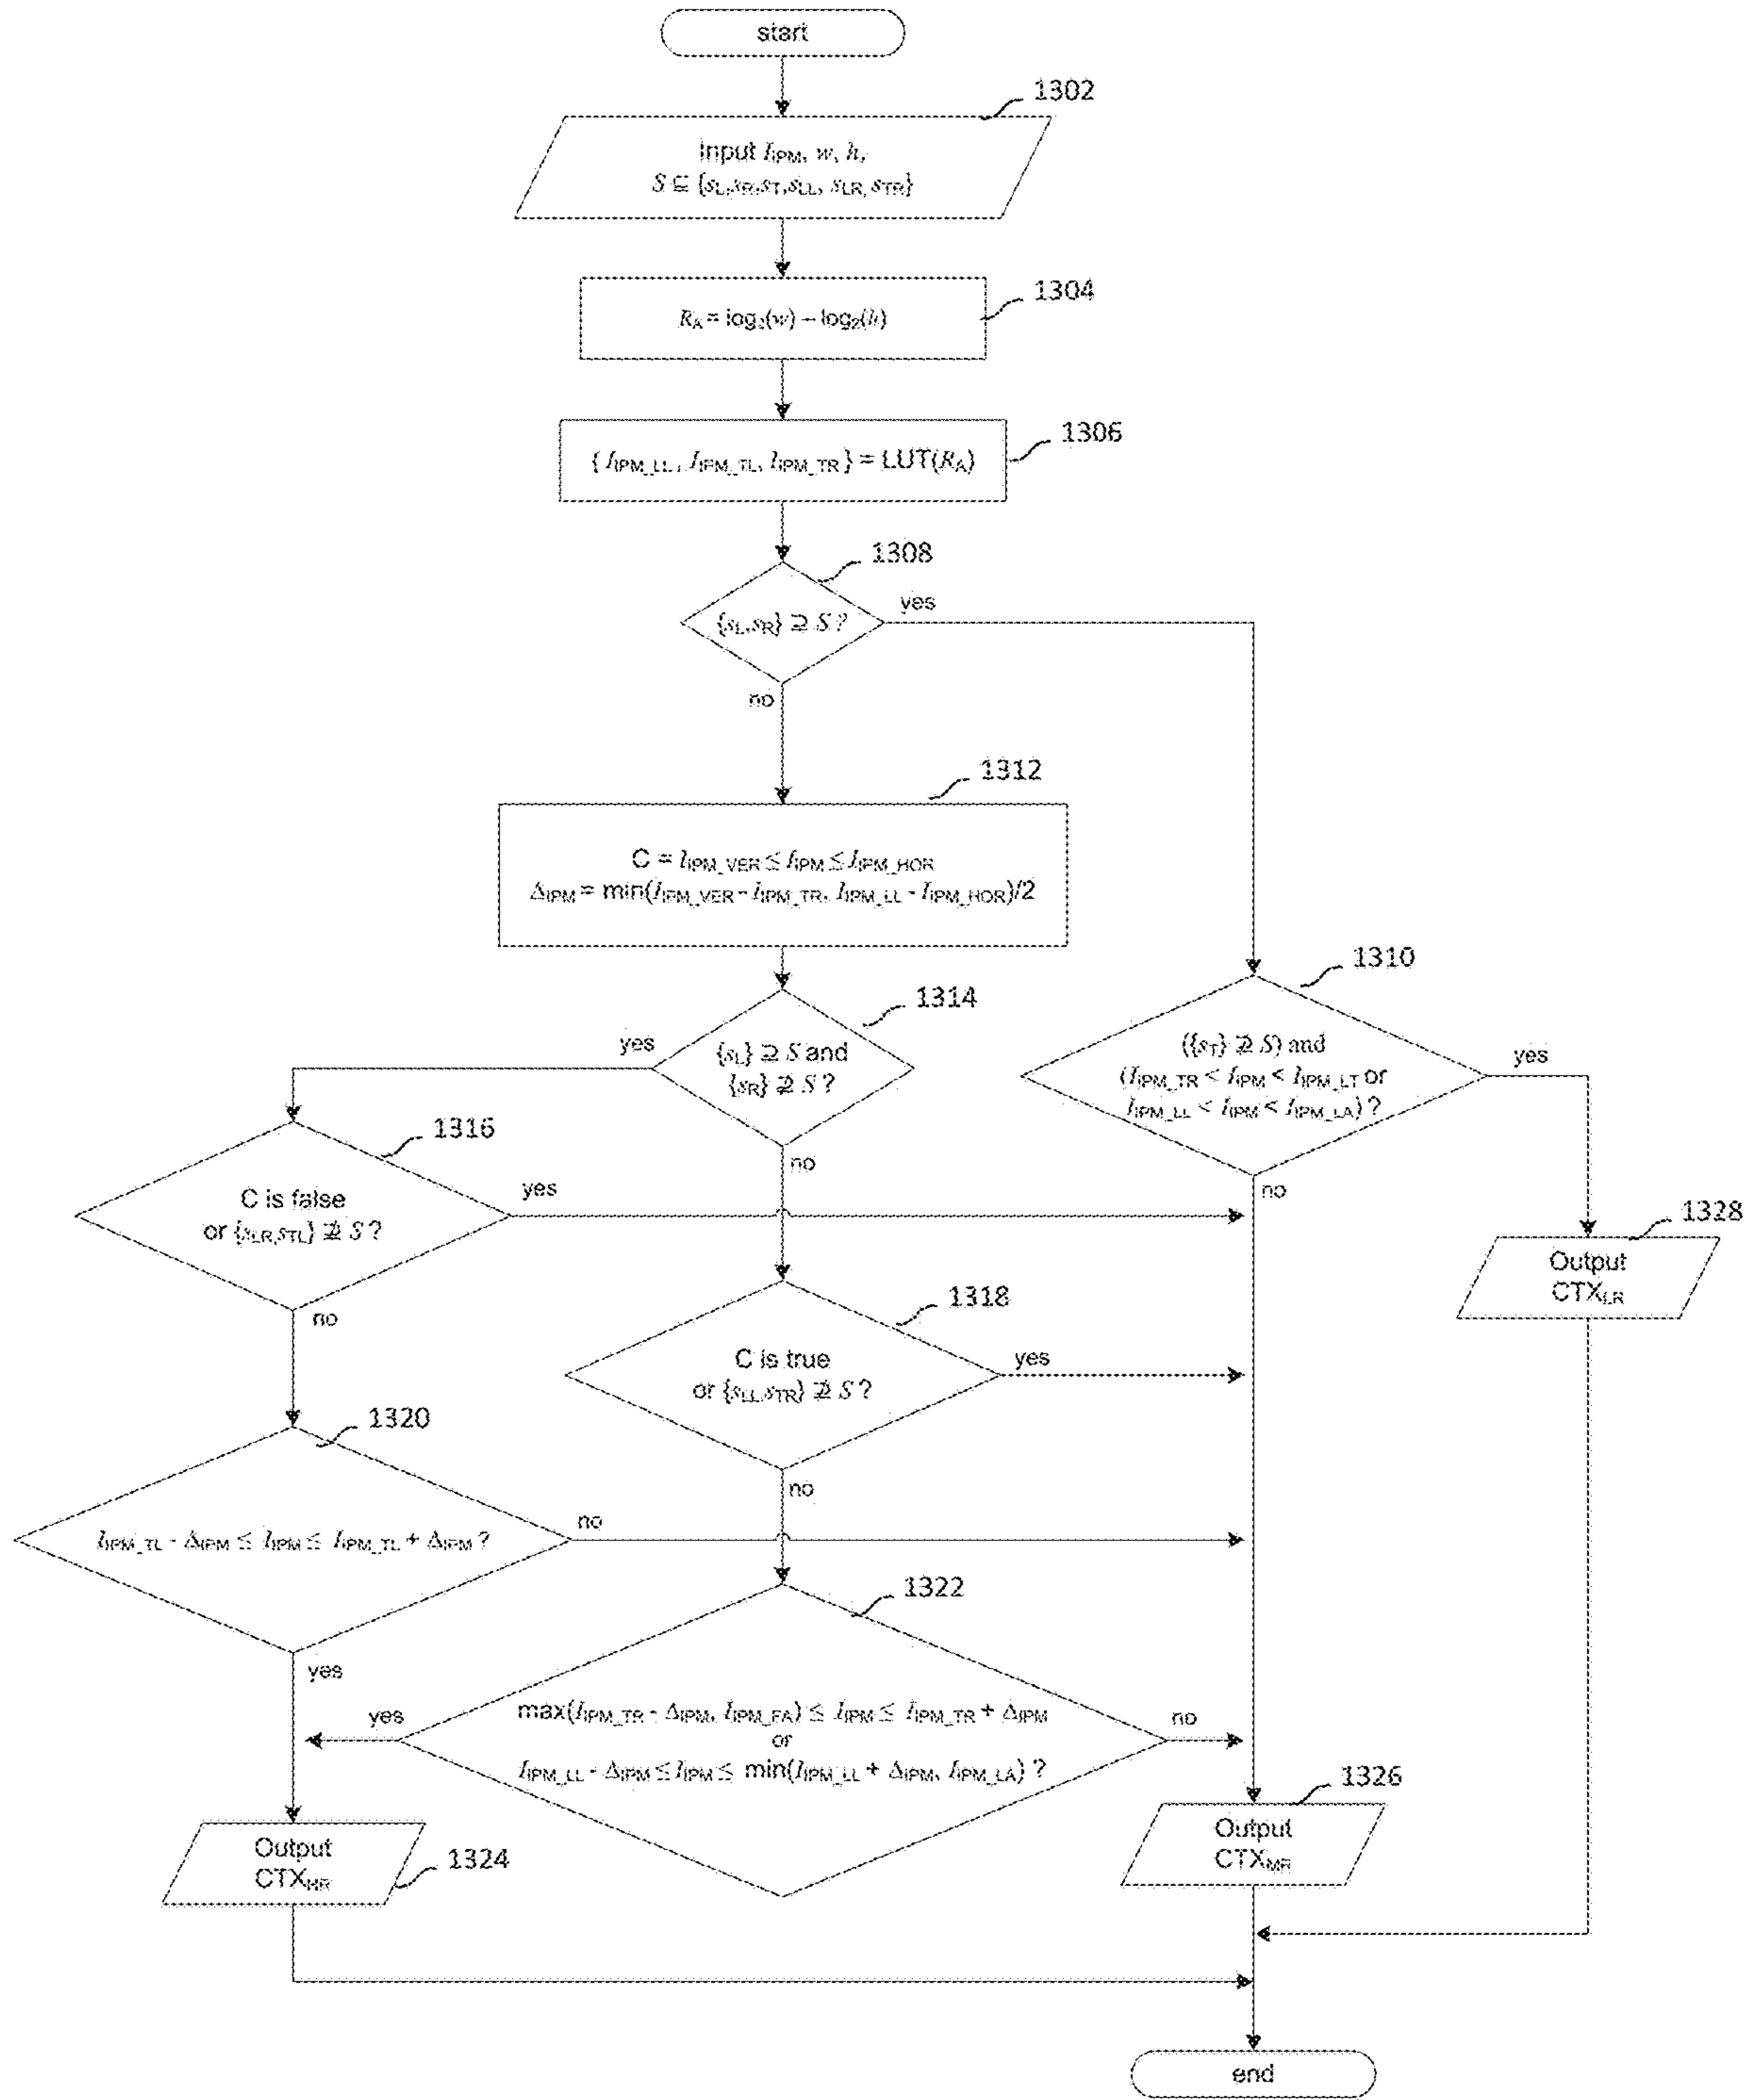 start
1302
Input I_IPM, w, h,
S ⊆ {s_L,s_R,s_T,s_LL, s_LR, s_TR}
1304
R_A = log₂(w) – log₂(h)
1306
{ I_IPM_LL, I_IPM_TL, I_IPM_TR } = LUT(R_A)
1308
{s_L,s_R} ⊇ S ?
yes
no
1312
C = I_IPM_VER ≤ I_IPM ≤ I_IPM_HOR
Δ_IPM = min(I_IPM_VER - I_IPM_TR, I_IPM_LL - I_IPM_HOR)/2
1310
({s_T} ⊉ S) and
(I_IPM_TR < I_IPM < I_IPM_LT or
I_IPM_LL < I_IPM < I_IPM_LA) ?
yes
no
1314
{s_L} ⊇ S and
{s_R} ⊉ S ?
yes
no
1316
C is false
or {s_LR,s_TL} ⊉ S ?
yes
no
1328
Output
CTX_LR
1318
C is true
or {s_LL,s_TR} ⊉ S ?
yes
no
1320
I_IPM_TL - Δ_IPM ≤ I_IPM ≤ I_IPM_TL + Δ_IPM ?
no
yes
1322
max(I_IPM_TR - Δ_IPM, I_IPM_FA) ≤ I_IPM ≤ I_IPM_TR + Δ_IPM
or
I_IPM_LL - Δ_IPM ≤ I_IPM ≤ min(I_IPM_LL + Δ_IPM, I_IPM_LA) ?
yes
no
1326
Output
CTX_MR
Output
CTX_HR
1324
end